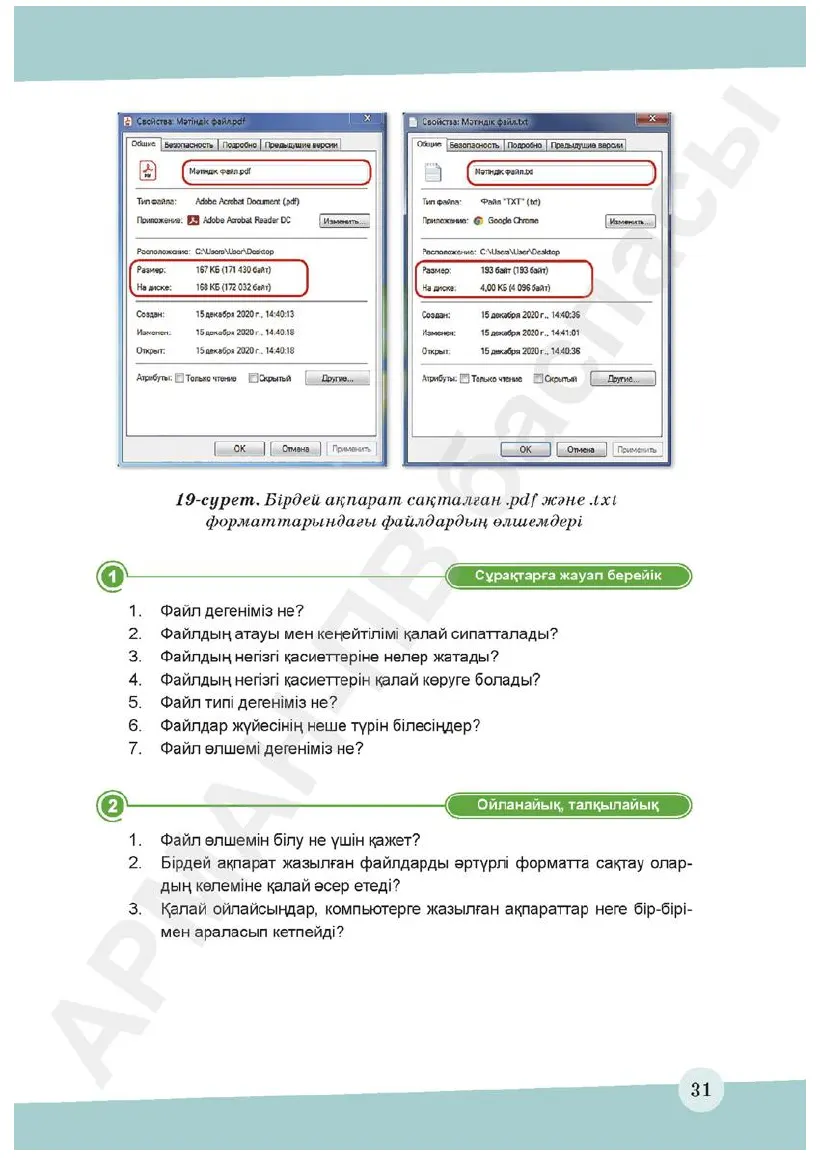 Свойства: Мәтіндік файл.pdf
Общие Безопасность Подробно Предыдущие версии
Мәтіндік файл.pdf
Тип файла: Adobe Acrobat Document (.pdf)
Приложение: Adobe Acrobat Reader DC Изменить...
Расположение: C:\Users\User\Desktop
Размер: 167 КБ (171 430 байт)
На диске: 168 КБ (172 032 байт)
Создан: 15 декабря 2020 г., 14:40:13
Изменен: 15 декабря 2020 г., 14:40:18
Открыт: 15 декабря 2020 г., 14:40:18
Атрибуты: Только чтение Скрытый Другие...
ОК Отмена Применить
Свойства: Мәтіндік файл.txt
Общие Безопасность Подробно Предыдущие версии
Мәтіндік файл.txt
Тип файла: Файл "TXT" (.txt)
Приложение: Google Chrome Изменить...
Расположение: C:\Users\User\Desktop
Размер: 193 байт (193 байт)
На диске: 4,00 КБ (4 096 байт)
Создан: 15 декабря 2020 г., 14:40:36
Изменен: 15 декабря 2020 г., 14:41:01
Открыт: 15 декабря 2020 г., 14:40:36
Атрибуты: Только чтение Скрытый Другие...
ОК Отмена Применить
19-сурет. Бірдей ақпарат сақталған .pdf және .txt
форматтарындағы файлдардың өлшемдері
1 Сұрақтарға жауап берейік
1. Файл дегеніміз не?
2. Файлдың атауы мен кеңейтілімі қалай сипатталады?
3. Файлдың негізгі қасиеттеріне нелер жатады?
4. Файлдың негізгі қасиеттерін қалай көруге болады?
5. Файл типі дегеніміз не?
6. Файлдар жүйесінің неше түрін білесіңдер?
7. Файл өлшемі дегеніміз не?
2 Ойланайық, талқылайық
1. Файл өлшемін білу не үшін қажет?
2. Бірдей ақпарат жазылған файлдарды әртүрлі форматта сақтау олар-
дың көлеміне қалай әсер етеді?
3. Қалай ойлайсыңдар, компьютерге жазылған ақпараттар неге бір-бірі-
мен араласып кетпейді?
31
АРМАН-ПВ баспасы